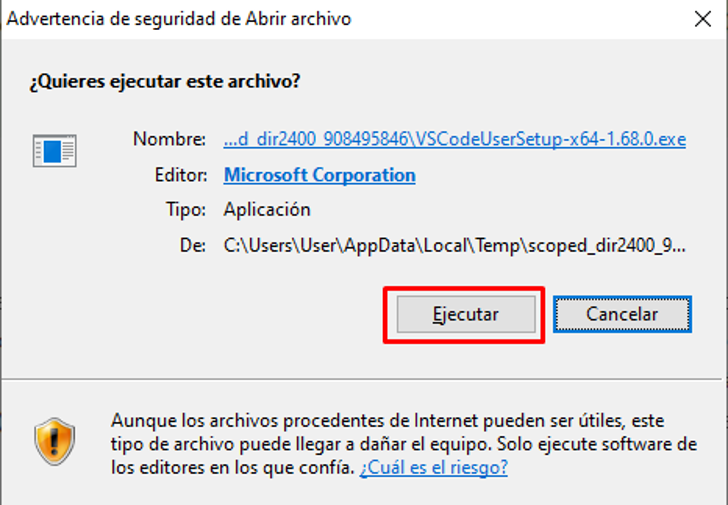 Advertencia de seguridad de Abrir archivo
¿Quieres ejecutar este archivo?
Nombre: ...d_dir2400_908495846\VSCodeUserSetup-x64-1.68.0.exe
Editor: Microsoft Corporation
Tipo: Aplicación
De: C:\Users\User\AppData\Local\Temp\scoped_dir2400_9...
Ejecutar Cancelar
Aunque los archivos procedentes de Internet pueden ser útiles, este
tipo de archivo puede llegar a dañar el equipo. Solo ejecute software de
los editores en los que confía. ¿Cuál es el riesgo?